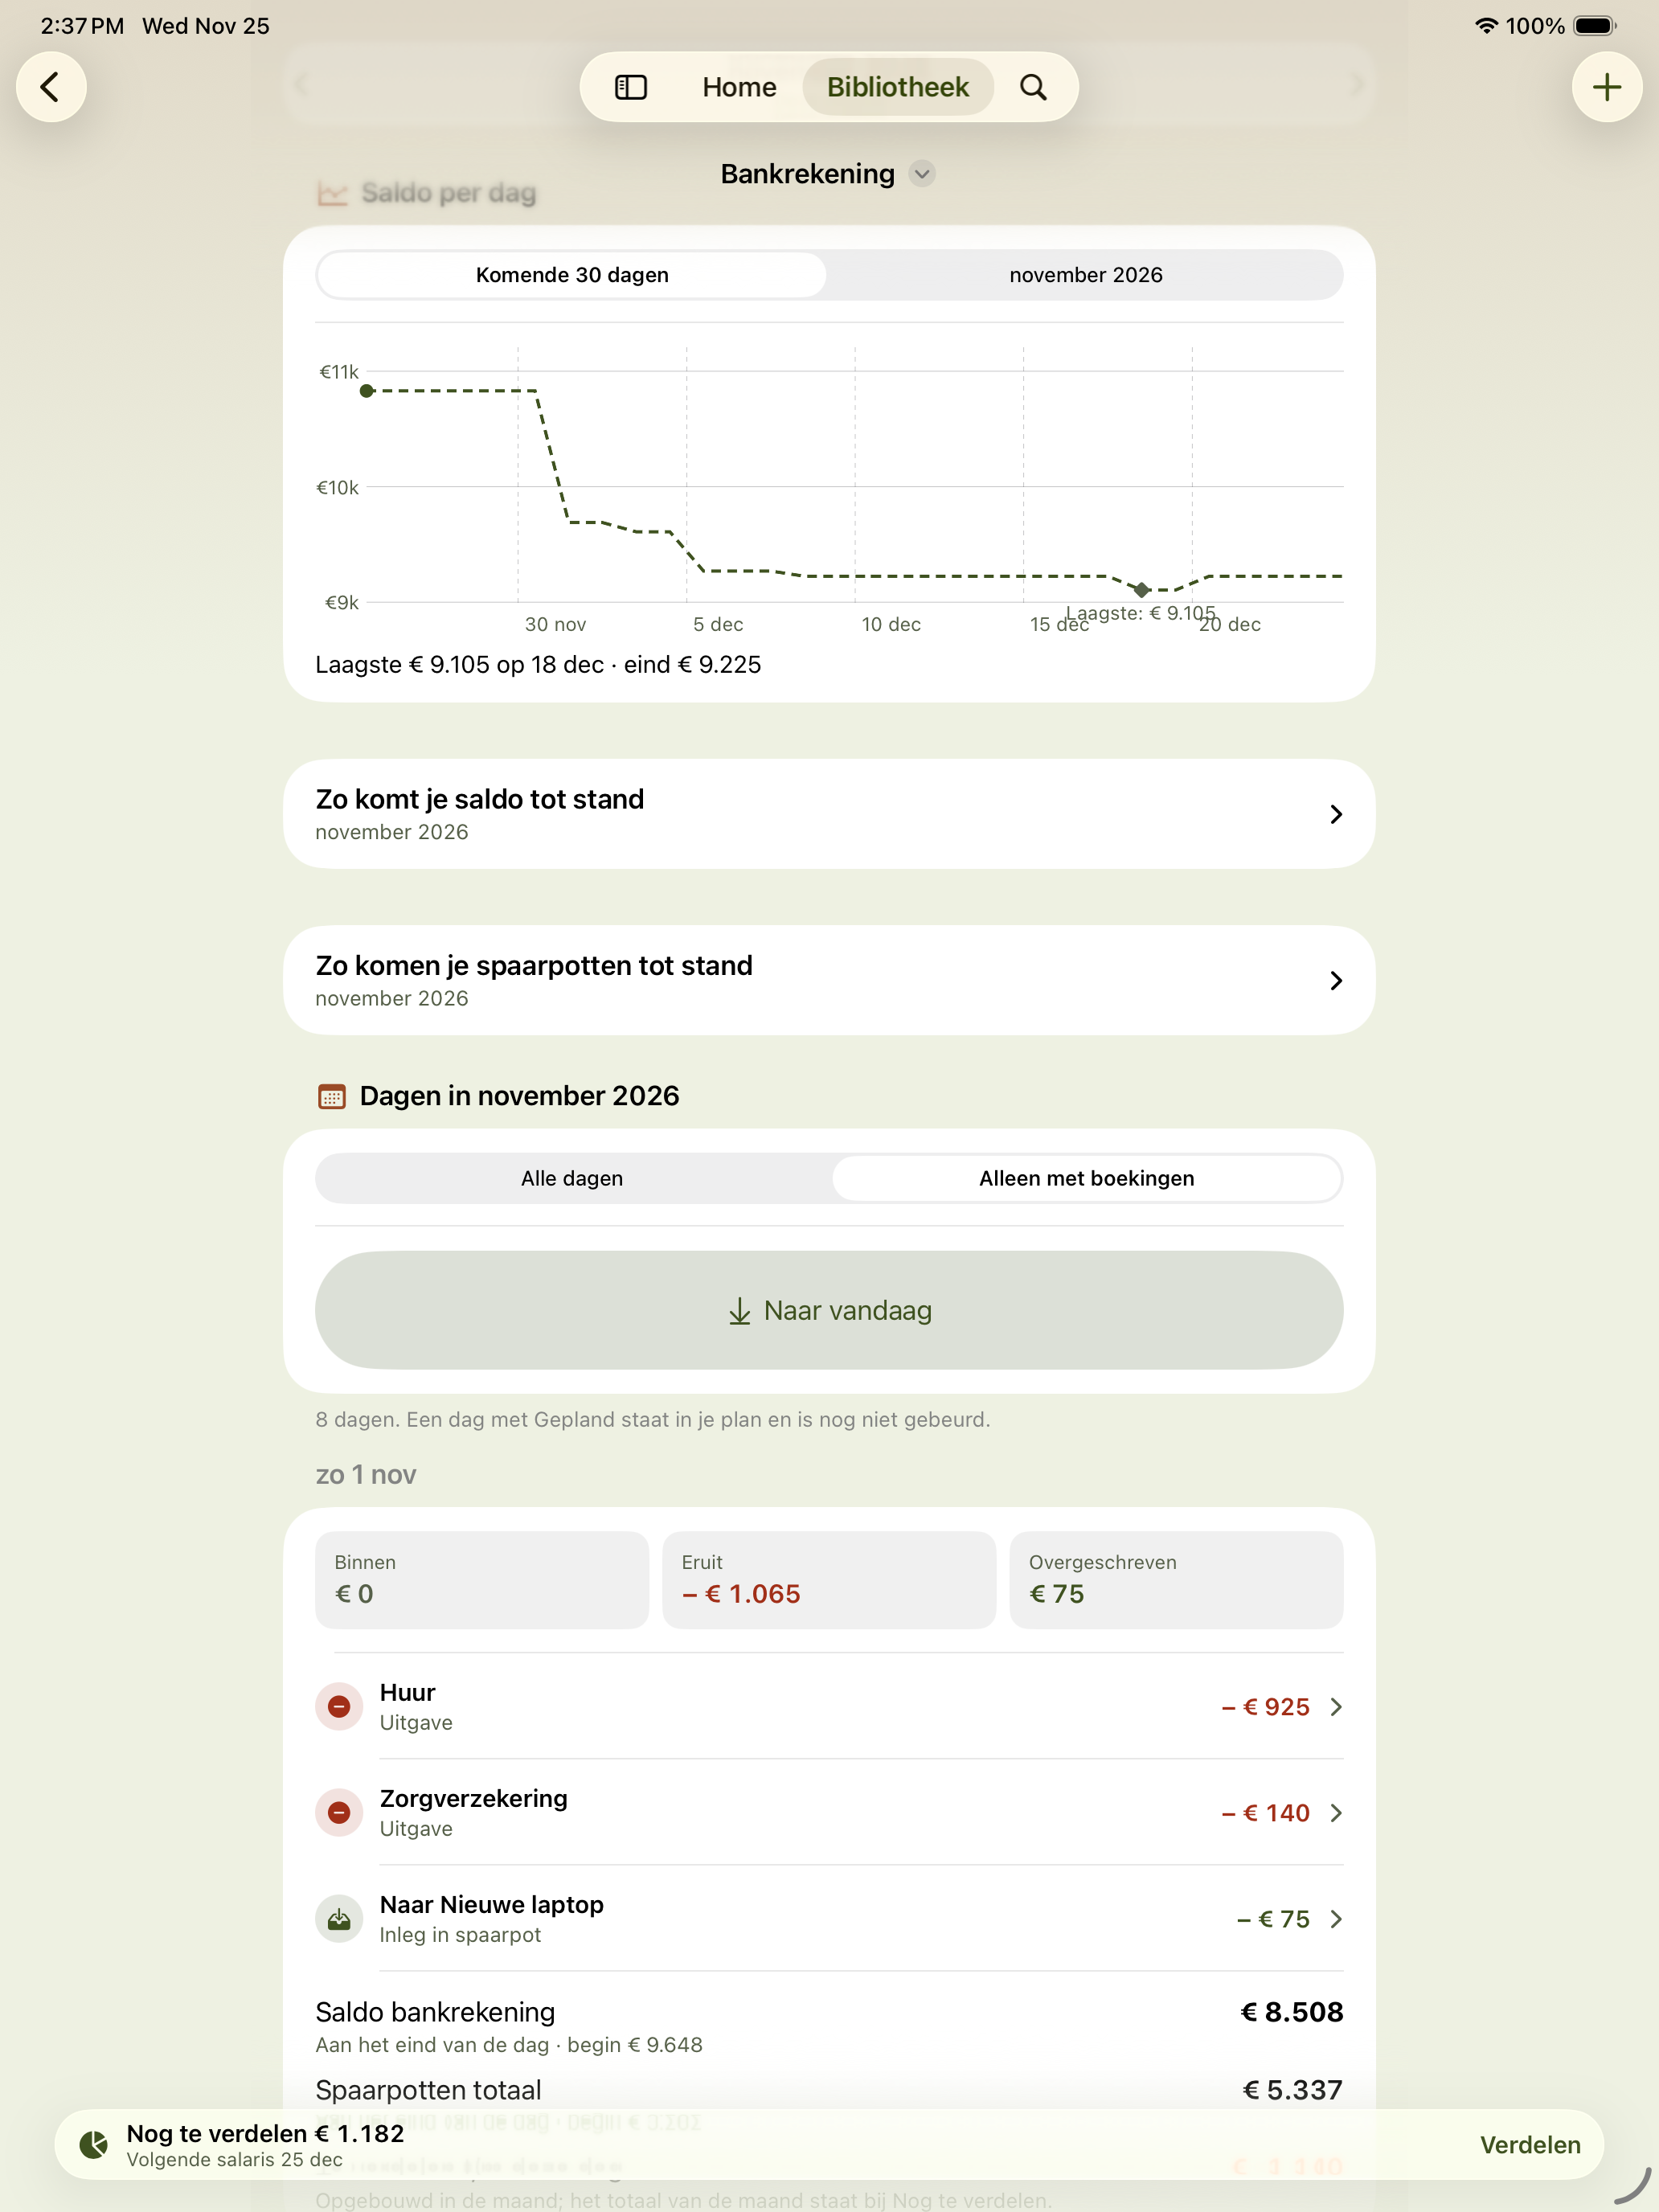 2:37 PM Wed Nov 25
100%
Home
Bibliotheek
Bankrekening
Saldo per dag
Komende 30 dagen
november 2026
€11k
€10k
€9k
Laagste: € 9.105
30 nov
5 dec
10 dec
15 dec
20 dec
Laagste € 9.105 op 18 dec · eind € 9.225
Zo komt je saldo tot stand
november 2026
Zo komen je spaarpotten tot stand
november 2026
Dagen in november 2026
Alle dagen
Alleen met boekingen
Naar vandaag
8 dagen. Een dag met Gepland staat in je plan en is nog niet gebeurd.
zo 1 nov
Binnen
€ 0
Eruit
– € 1.065
Overgeschreven
€ 75
Huur
Uitgave
– € 925
Zorgverzekering
Uitgave
– € 140
Naar Nieuwe laptop
Inleg in spaarpot
– € 75
Saldo bankrekening
€ 8.508
Aan het eind van de dag · begin € 9.648
Spaarpotten totaal
€ 5.337
Nog te verdelen € 1.182
Volgende salaris 25 dec
Verdelen
Opgebouwd in de maand; het totaal van de maand staat bij Nog te verdelen.